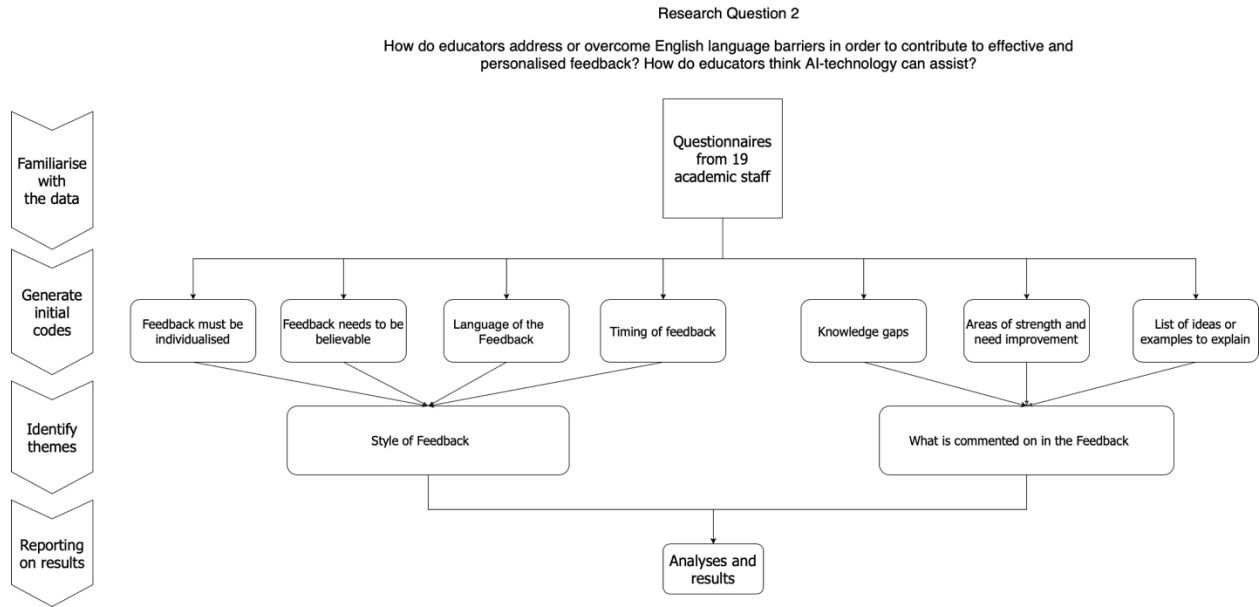 Research Question 2
How do educators address or overcome English language barriers in order to contribute to effective and
personalised feedback? How do educators think AI-technology can assist?
Familiarise
with
the data
Questionnaires
from 19
academic staff
Generate
initial
codes
Feedback must be
individualised
Feedback needs to be
believable
Language of the
Feedback
Timing of feedback
Knowledge gaps
Areas of strength and
need improvement
List of ideas or
examples to explain
Identify
themes
Style of Feedback
What is commented on in the Feedback
Reporting
on results
Analyses and
results